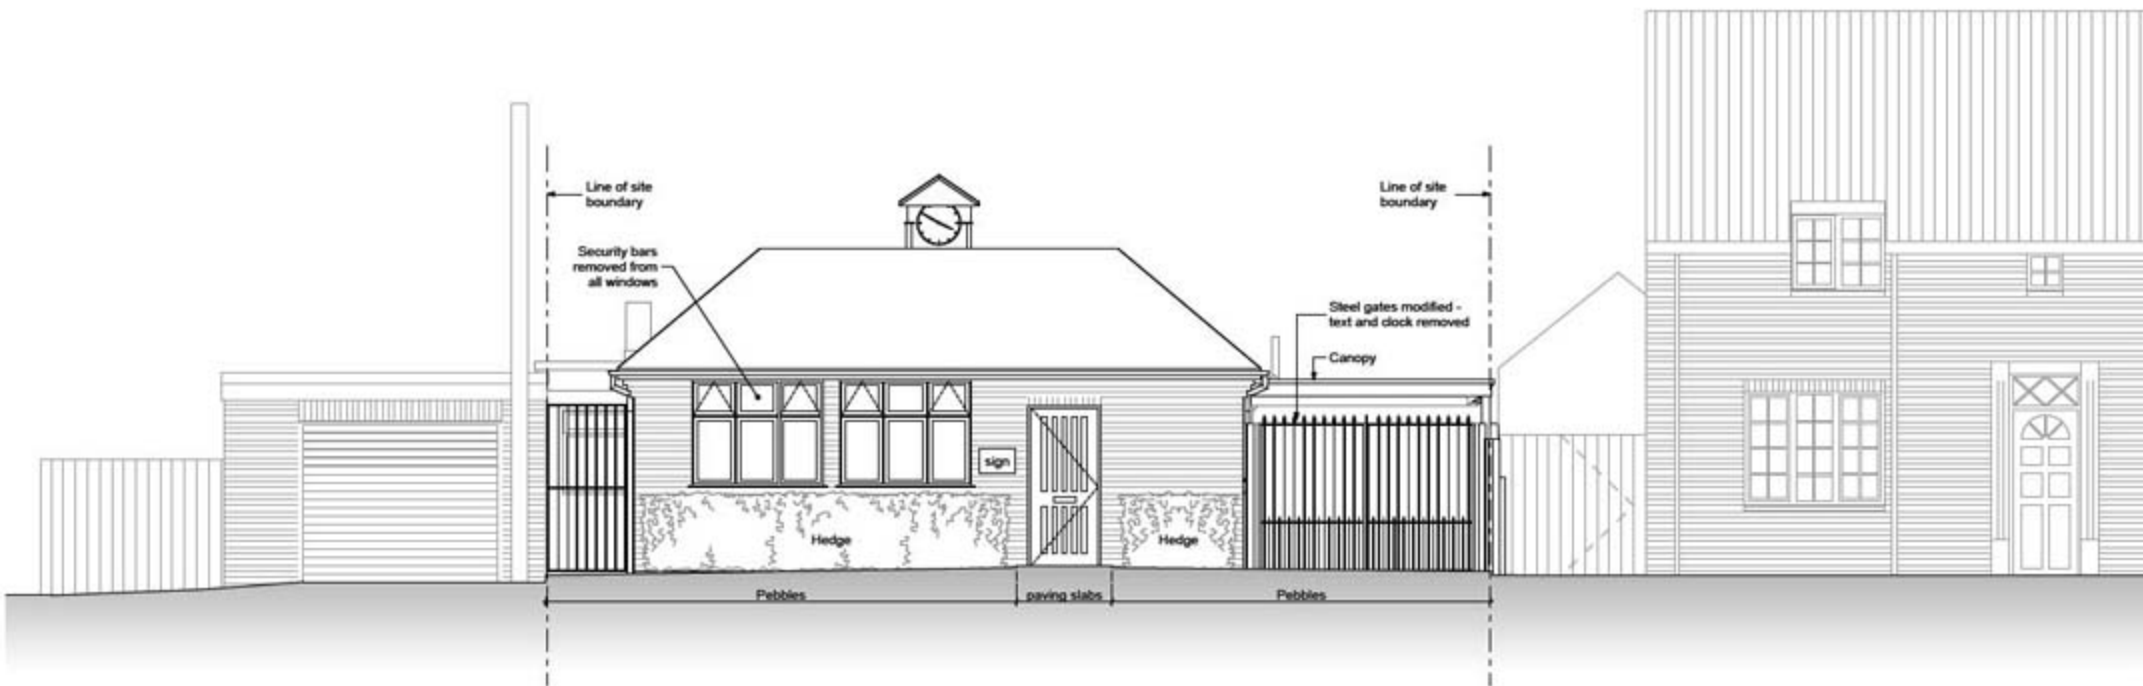 Line of site
boundary
Line of site
boundary
Security bars
removed from
all windows
Steel gates modified -
text and clock removed
Canopy
sign
Hedge
Hedge
Pebbles
paving slabs
Pebbles